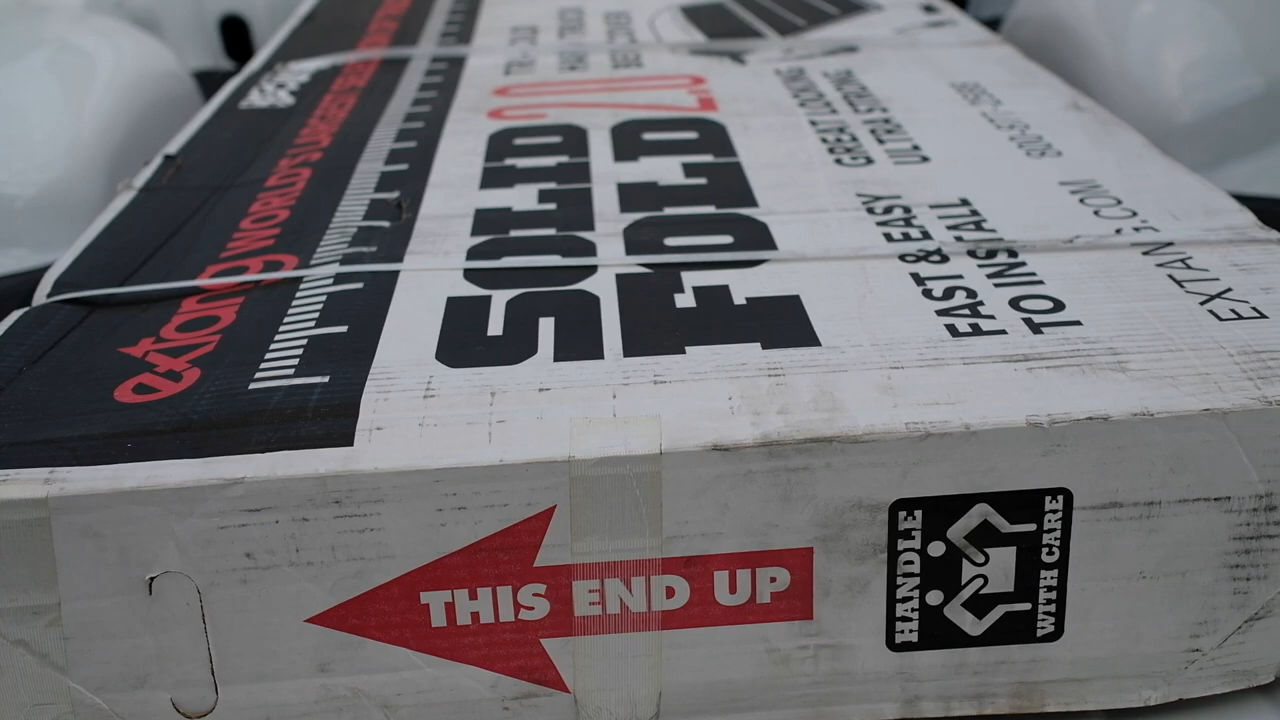 extang WORLD'S LARGEST
SOLID
FOLD
2.0
FAST & EASY
TO INSTALL
GREAT LOOKING
ULTRA STRONG
EXTANG.COM
THIS END UP
HANDLE
WITH CARE